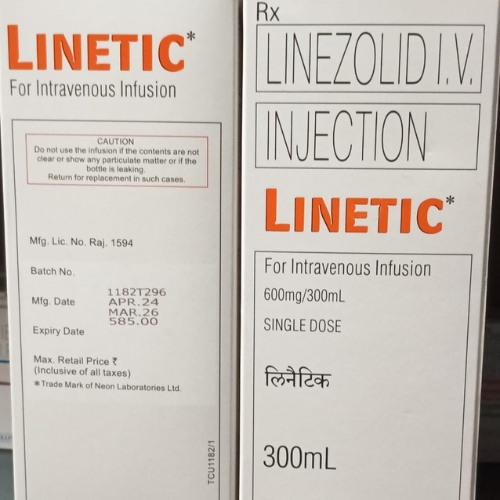 LINETIC*
For Intravenous Infusion
CAUTION
Do not use the infusion if the contents are not
clear or show any particulate matter or if the
bottle is leaking.
Return for replacement in such cases.
Mfg. Lic. No. Raj. 1594
Batch No.
1182T296
Mfg. Date
APR.24
MAR.26
Expiry Date
585.00
Max. Retail Price ₹
(Inclusive of all taxes)
* Trade Mark of Neon Laboratories Ltd.
TCU1182/1
Rx
LINEZOLID I.V.
INJECTION
LINETIC*
For Intravenous Infusion
600mg/300mL
SINGLE DOSE
लिनैटिक
300mL